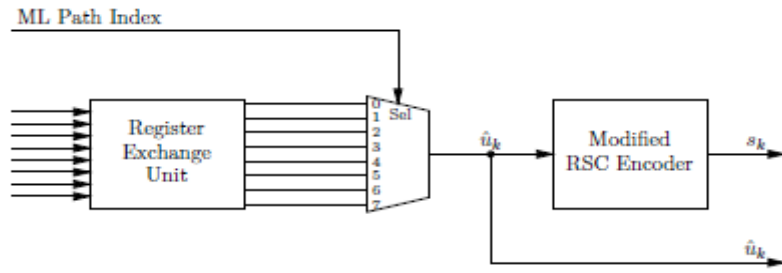 ML Path Index
0
1
2
3
4
5
6
7
Sel
Register
Exchange
Unit
û_k
Modified
RSC Encoder
s_k
û_k